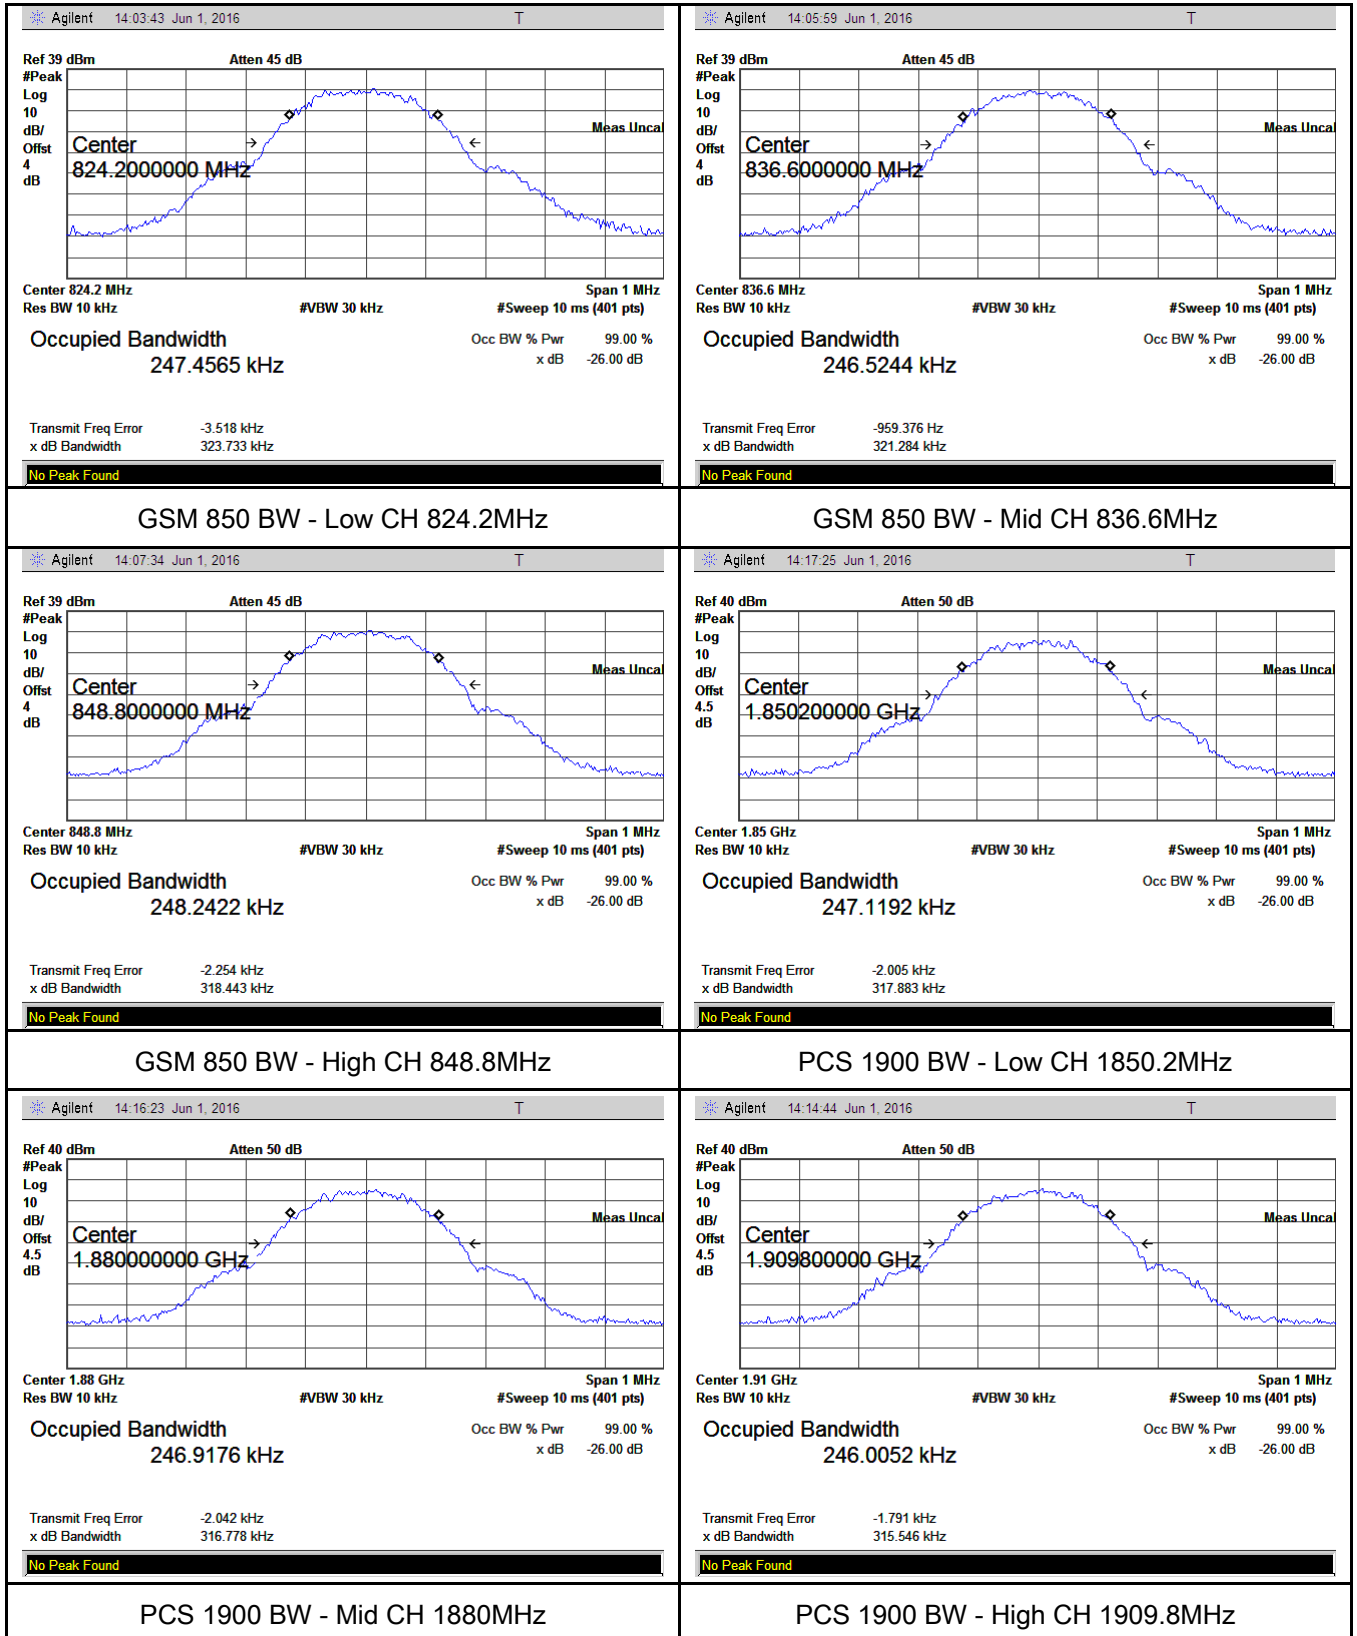 Agilent 14:03:43 Jun 1, 2016 T
Ref 39 dBm Atten 45 dB
#Peak
Log
10
dB/
Offst
4
dB
Meas Uncal
Center
824.2000000 MHz
Center 824.2 MHz Span 1 MHz
Res BW 10 kHz #VBW 30 kHz #Sweep 10 ms (401 pts)
Occupied Bandwidth Occ BW % Pwr 99.00 %
247.4565 kHz x dB -26.00 dB
Transmit Freq Error -3.518 kHz
x dB Bandwidth 323.733 kHz
No Peak Found
GSM 850 BW - Low CH 824.2MHz
Agilent 14:05:59 Jun 1, 2016 T
Ref 39 dBm Atten 45 dB
#Peak
Log
10
dB/
Offst
4
dB
Meas Uncal
Center
836.6000000 MHz
Center 836.6 MHz Span 1 MHz
Res BW 10 kHz #VBW 30 kHz #Sweep 10 ms (401 pts)
Occupied Bandwidth Occ BW % Pwr 99.00 %
246.5244 kHz x dB -26.00 dB
Transmit Freq Error -959.376 Hz
x dB Bandwidth 321.284 kHz
No Peak Found
GSM 850 BW - Mid CH 836.6MHz
Agilent 14:07:34 Jun 1, 2016 T
Ref 39 dBm Atten 45 dB
#Peak
Log
10
dB/
Offst
4
dB
Meas Uncal
Center
848.8000000 MHz
Center 848.8 MHz Span 1 MHz
Res BW 10 kHz #VBW 30 kHz #Sweep 10 ms (401 pts)
Occupied Bandwidth Occ BW % Pwr 99.00 %
248.2422 kHz x dB -26.00 dB
Transmit Freq Error -2.254 kHz
x dB Bandwidth 318.443 kHz
No Peak Found
GSM 850 BW - High CH 848.8MHz
Agilent 14:17:25 Jun 1, 2016 T
Ref 40 dBm Atten 50 dB
#Peak
Log
10
dB/
Offst
4.5
dB
Meas Uncal
Center
1.850200000 GHz
Center 1.85 GHz Span 1 MHz
Res BW 10 kHz #VBW 30 kHz #Sweep 10 ms (401 pts)
Occupied Bandwidth Occ BW % Pwr 99.00 %
247.1192 kHz x dB -26.00 dB
Transmit Freq Error -2.005 kHz
x dB Bandwidth 317.883 kHz
No Peak Found
PCS 1900 BW - Low CH 1850.2MHz
Agilent 14:16:23 Jun 1, 2016 T
Ref 40 dBm Atten 50 dB
#Peak
Log
10
dB/
Offst
4.5
dB
Meas Uncal
Center
1.880000000 GHz
Center 1.88 GHz Span 1 MHz
Res BW 10 kHz #VBW 30 kHz #Sweep 10 ms (401 pts)
Occupied Bandwidth Occ BW % Pwr 99.00 %
246.9176 kHz x dB -26.00 dB
Transmit Freq Error -2.042 kHz
x dB Bandwidth 316.778 kHz
No Peak Found
PCS 1900 BW - Mid CH 1880MHz
Agilent 14:14:44 Jun 1, 2016 T
Ref 40 dBm Atten 50 dB
#Peak
Log
10
dB/
Offst
4.5
dB
Meas Uncal
Center
1.909800000 GHz
Center 1.91 GHz Span 1 MHz
Res BW 10 kHz #VBW 30 kHz #Sweep 10 ms (401 pts)
Occupied Bandwidth Occ BW % Pwr 99.00 %
246.0052 kHz x dB -26.00 dB
Transmit Freq Error -1.791 kHz
x dB Bandwidth 315.546 kHz
No Peak Found
PCS 1900 BW - High CH 1909.8MHz